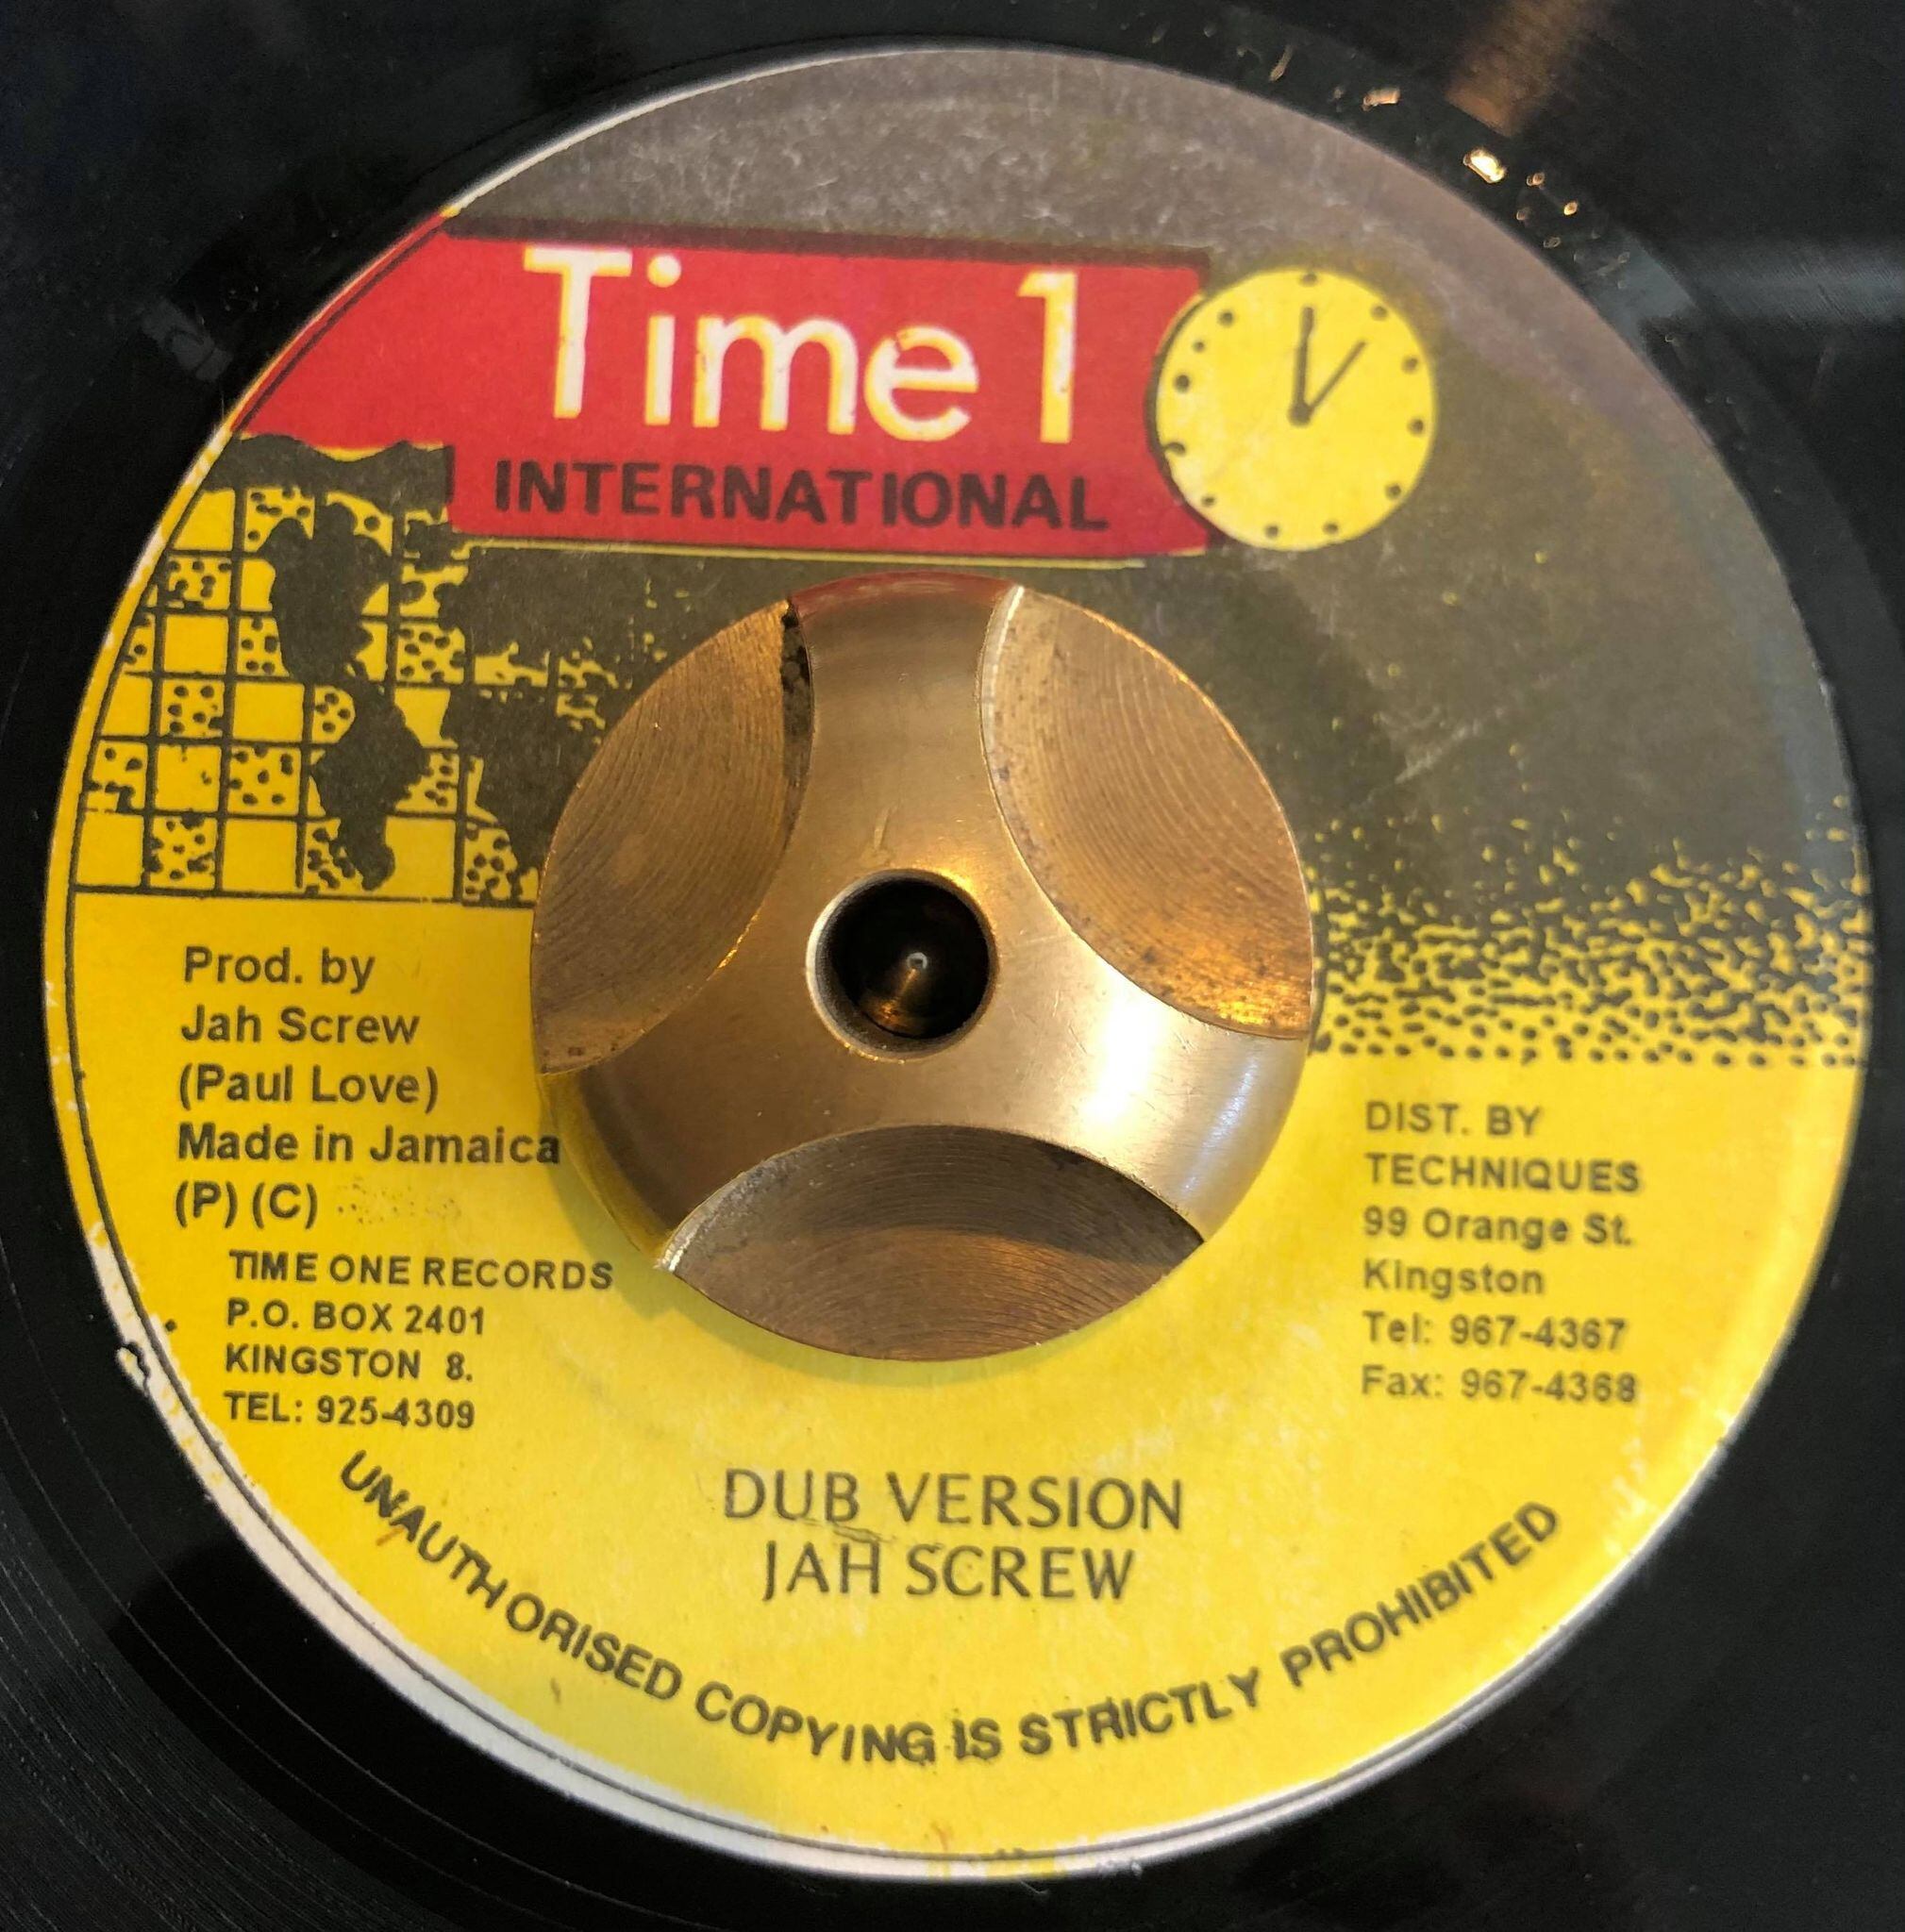 Time 1
INTERNATIONAL
Prod. by
Jah Screw
(Paul Love)
Made in Jamaica
(P) (C)
TIME ONE RECORDS
P.O. BOX 2401
KINGSTON 8.
TEL: 925-4309
DIST. BY
TECHNIQUES
99 Orange St.
Kingston
Tel: 967-4367
Fax: 967-4368
DUB VERSION
JAH SCREW
UNAUTHORISED COPYING IS STRICTLY PROHIBITED